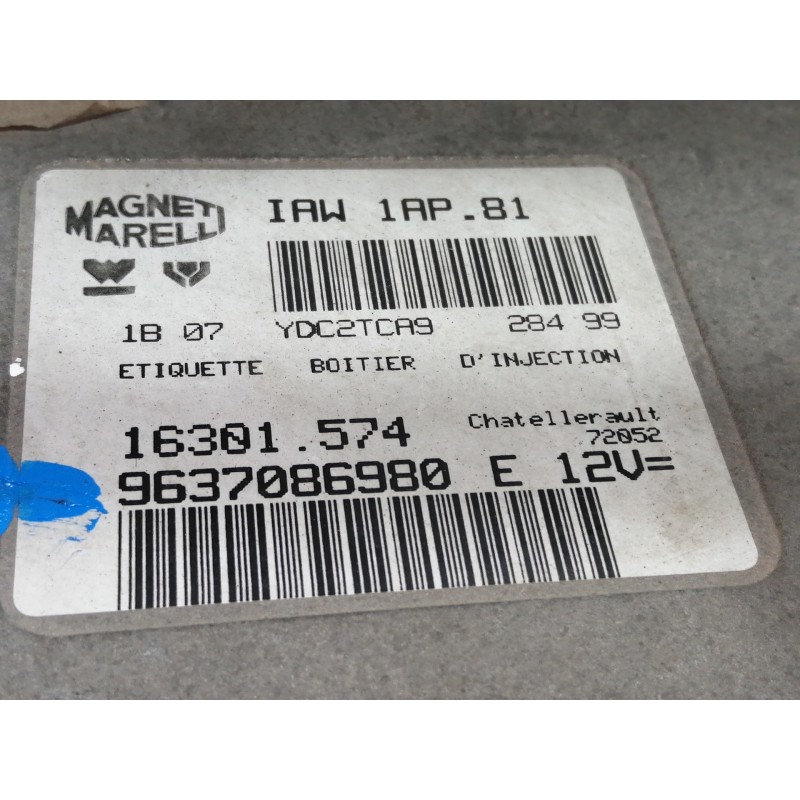 MAGNETI MARELLI
IAW 1AP.81
1B 07 YDC2TCA9 284 99
ETIQUETTE BOITIER D'INJECTION
16301.574
Chatellerault
72052
9637086980 E 12V=